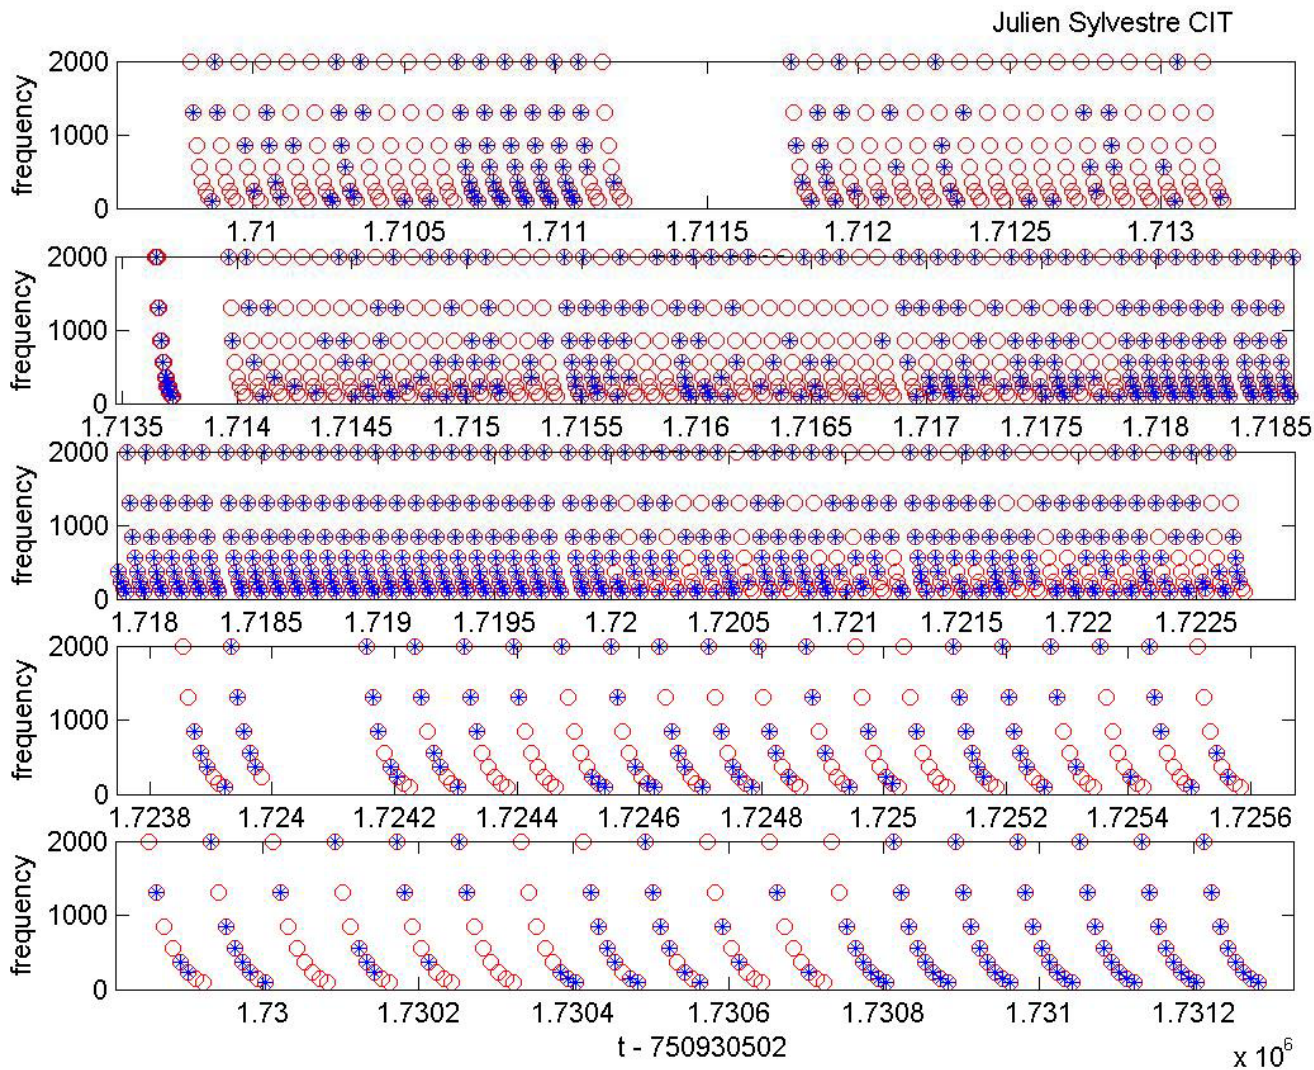 Julien Sylvestre CIT
frequency
2000
1000
0
1.71 1.7105 1.711 1.7115 1.712 1.7125 1.713
frequency
2000
1000
0
1.7135 1.714 1.7145 1.715 1.7155 1.716 1.7165 1.717 1.7175 1.718 1.7185
frequency
2000
1000
0
1.718 1.7185 1.719 1.7195 1.72 1.7205 1.721 1.7215 1.722 1.7225
frequency
2000
1000
0
1.7238 1.724 1.7242 1.7244 1.7246 1.7248 1.725 1.7252 1.7254 1.7256
frequency
2000
1000
0
1.73 1.7302 1.7304 1.7306 1.7308 1.731 1.7312
t - 750930502
x 10⁶